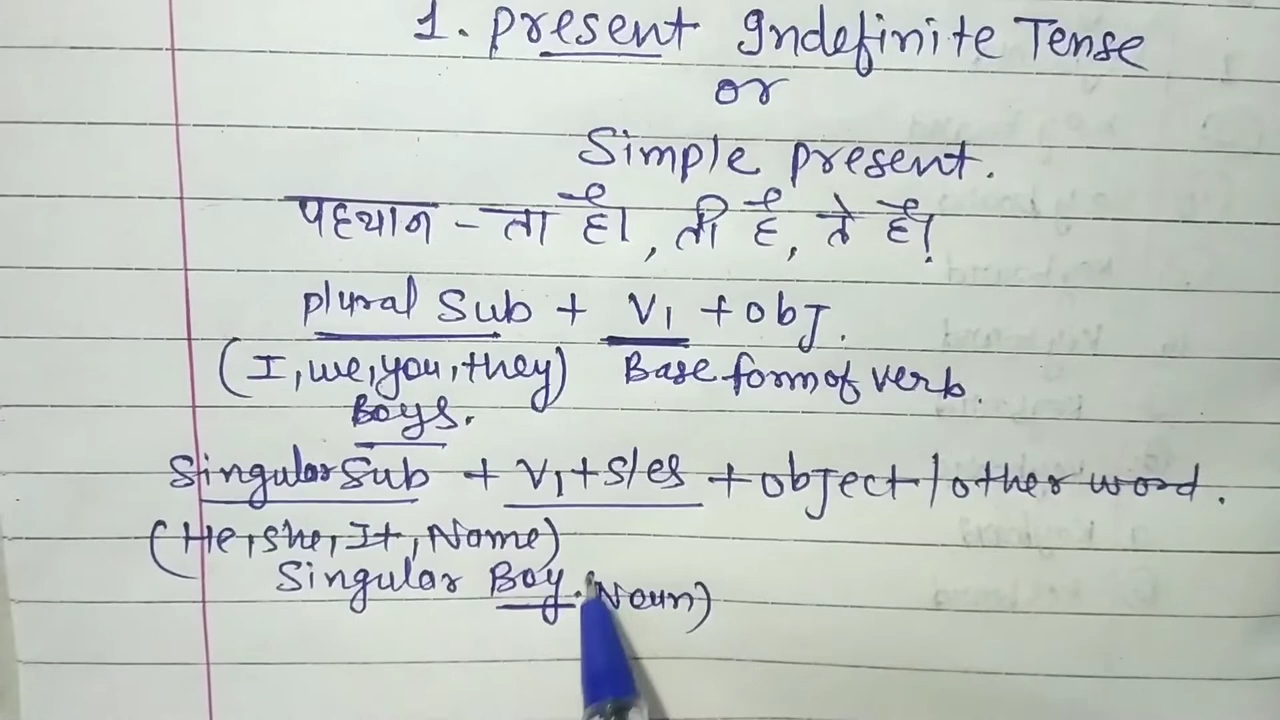 1. Present Indefinite Tense
or
Simple present.
पहचान - ता है। , ती है, ते हैं।
plural Sub + V1 + obJ.
(I, we, you, they) Base form of verb.
Boys.
Singular Sub + V1+s/es + obJect / other word.
(He, she, It, Name)
Singular Boy. Noun)